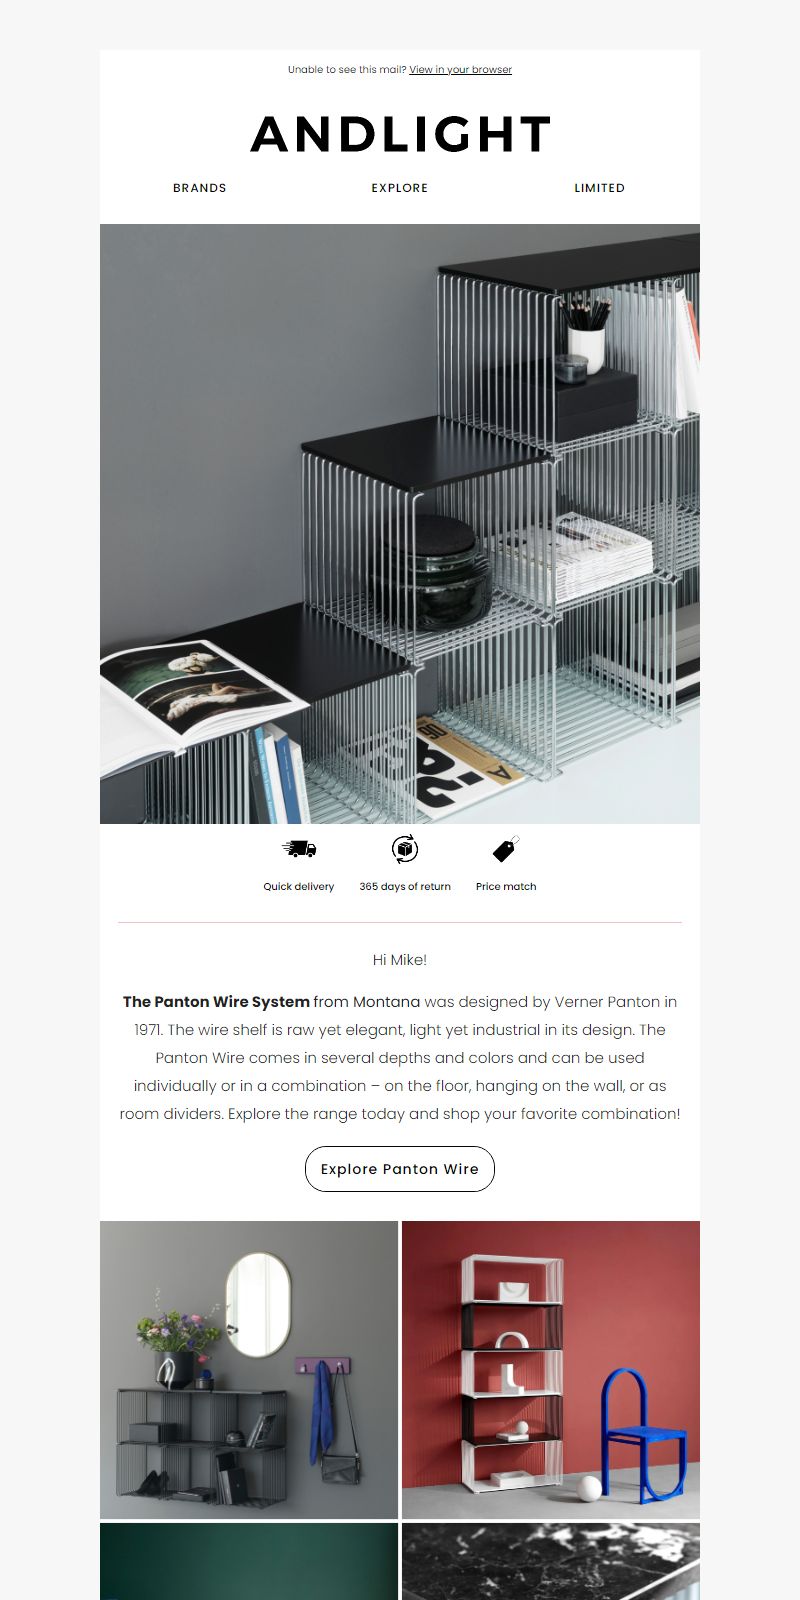 Unable to see this mail? View in your browser
ANDLIGHT
BRANDS EXPLORE LIMITED
Quick delivery 365 days of return Price match
Hi Mike!
The Panton Wire System from Montana was designed by Verner Panton in
1971. The wire shelf is raw yet elegant, light yet industrial in its design. The
Panton Wire comes in several depths and colors and can be used
individually or in a combination – on the floor, hanging on the wall, or as
room dividers. Explore the range today and shop your favorite combination!
Explore Panton Wire